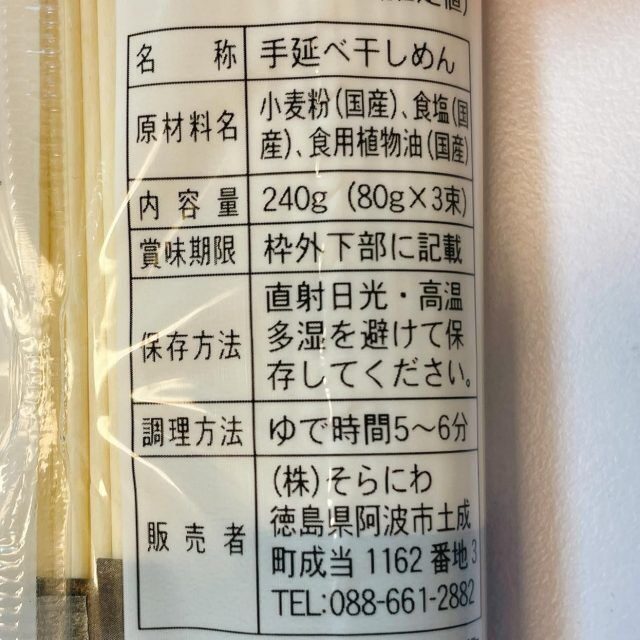 名称 手延べ干しめん
原材料名 小麦粉(国産)、食塩(国
産)、食用植物油(国産)
内容量 240g (80g×3束)
賞味期限 枠外下部に記載
保存方法 直射日光・高温
多湿を避けて保
存してください。
調理方法 ゆで時間5〜6分
販売者 (株)そらにわ
徳島県阿波市土成
町成当1162番地3
TEL:088-661-2882